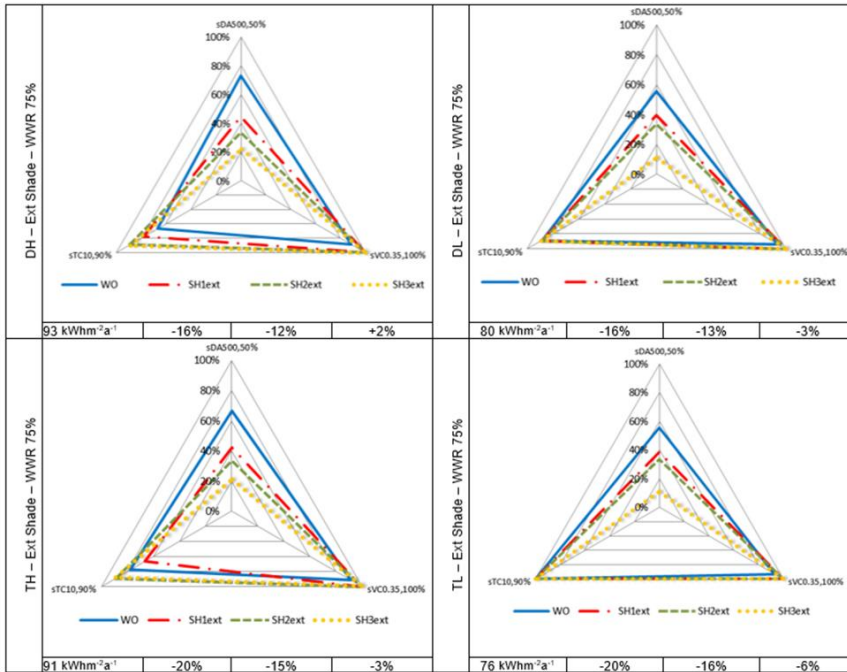 DH – Ext Shade – WWR 75%
sDA500,50%
100%
80%
60%
40%
20%
0%
sTC10,90%
sVC0.35,100%
WO SH1ext SH2ext SH3ext
93 kWhm-2a-1 -16% -12% +2%
DL – Ext Shade – WWR 75%
sDA500,50%
100%
80%
60%
40%
20%
0%
sTC10,90%
sVC0.35,100%
WO SH1ext SH2ext SH3ext
80 kWhm-2a-1 -16% -13% -3%
TH – Ext Shade – WWR 75%
sDA500,50%
100%
80%
60%
40%
20%
0%
sTC10,90%
sVC0.35,100%
WO SH1ext SH2ext SH3ext
91 kWhm-2a-1 -20% -15% -3%
TL – Ext Shade – WWR 75%
sDA500,50%
100%
80%
60%
40%
20%
0%
sTC10,90%
sVC0.35,100%
WO SH1ext SH2ext SH3ext
76 kWhm-2a-1 -20% -16% -6%